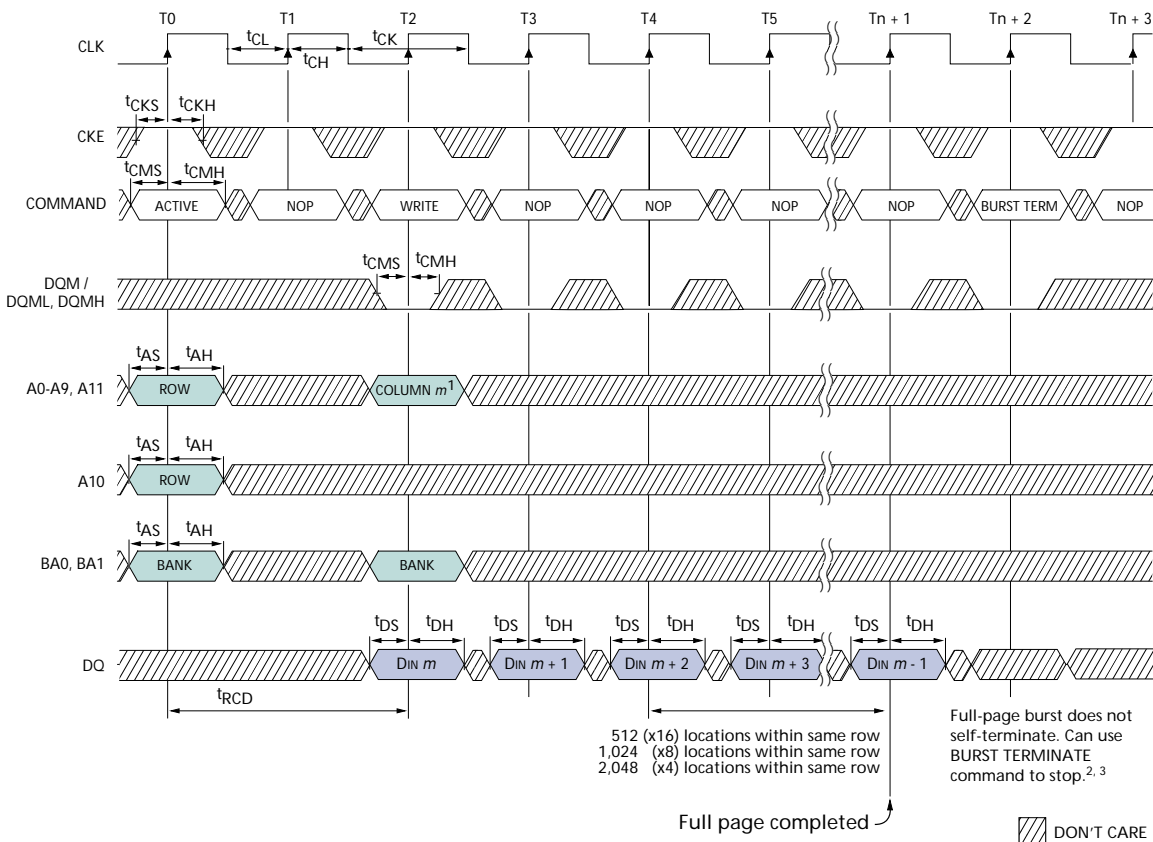 T0 T1 T2 T3 T4 T5 Tn + 1 Tn + 2 Tn + 3
CLK
tCL tCK
tCH
tCKS tCKH
CKE
tCMS tCMH
COMMAND ACTIVE NOP WRITE NOP NOP NOP NOP BURST TERM NOP
tCMS tCMH
DQM /
DQML, DQMH
tAS tAH
A0-A9, A11 ROW COLUMN m1
tAS tAH
A10 ROW
tAS tAH
BA0, BA1 BANK BANK
tDS tDH tDS tDH tDS tDH tDS tDH tDS tDH
DQ DIN m DIN m + 1 DIN m + 2 DIN m + 3 DIN m - 1
tRCD
512 (x16) locations within same row
1,024 (x8) locations within same row
2,048 (x4) locations within same row
Full-page burst does not
self-terminate. Can use
BURST TERMINATE
command to stop.2, 3
Full page completed
DON'T CARE